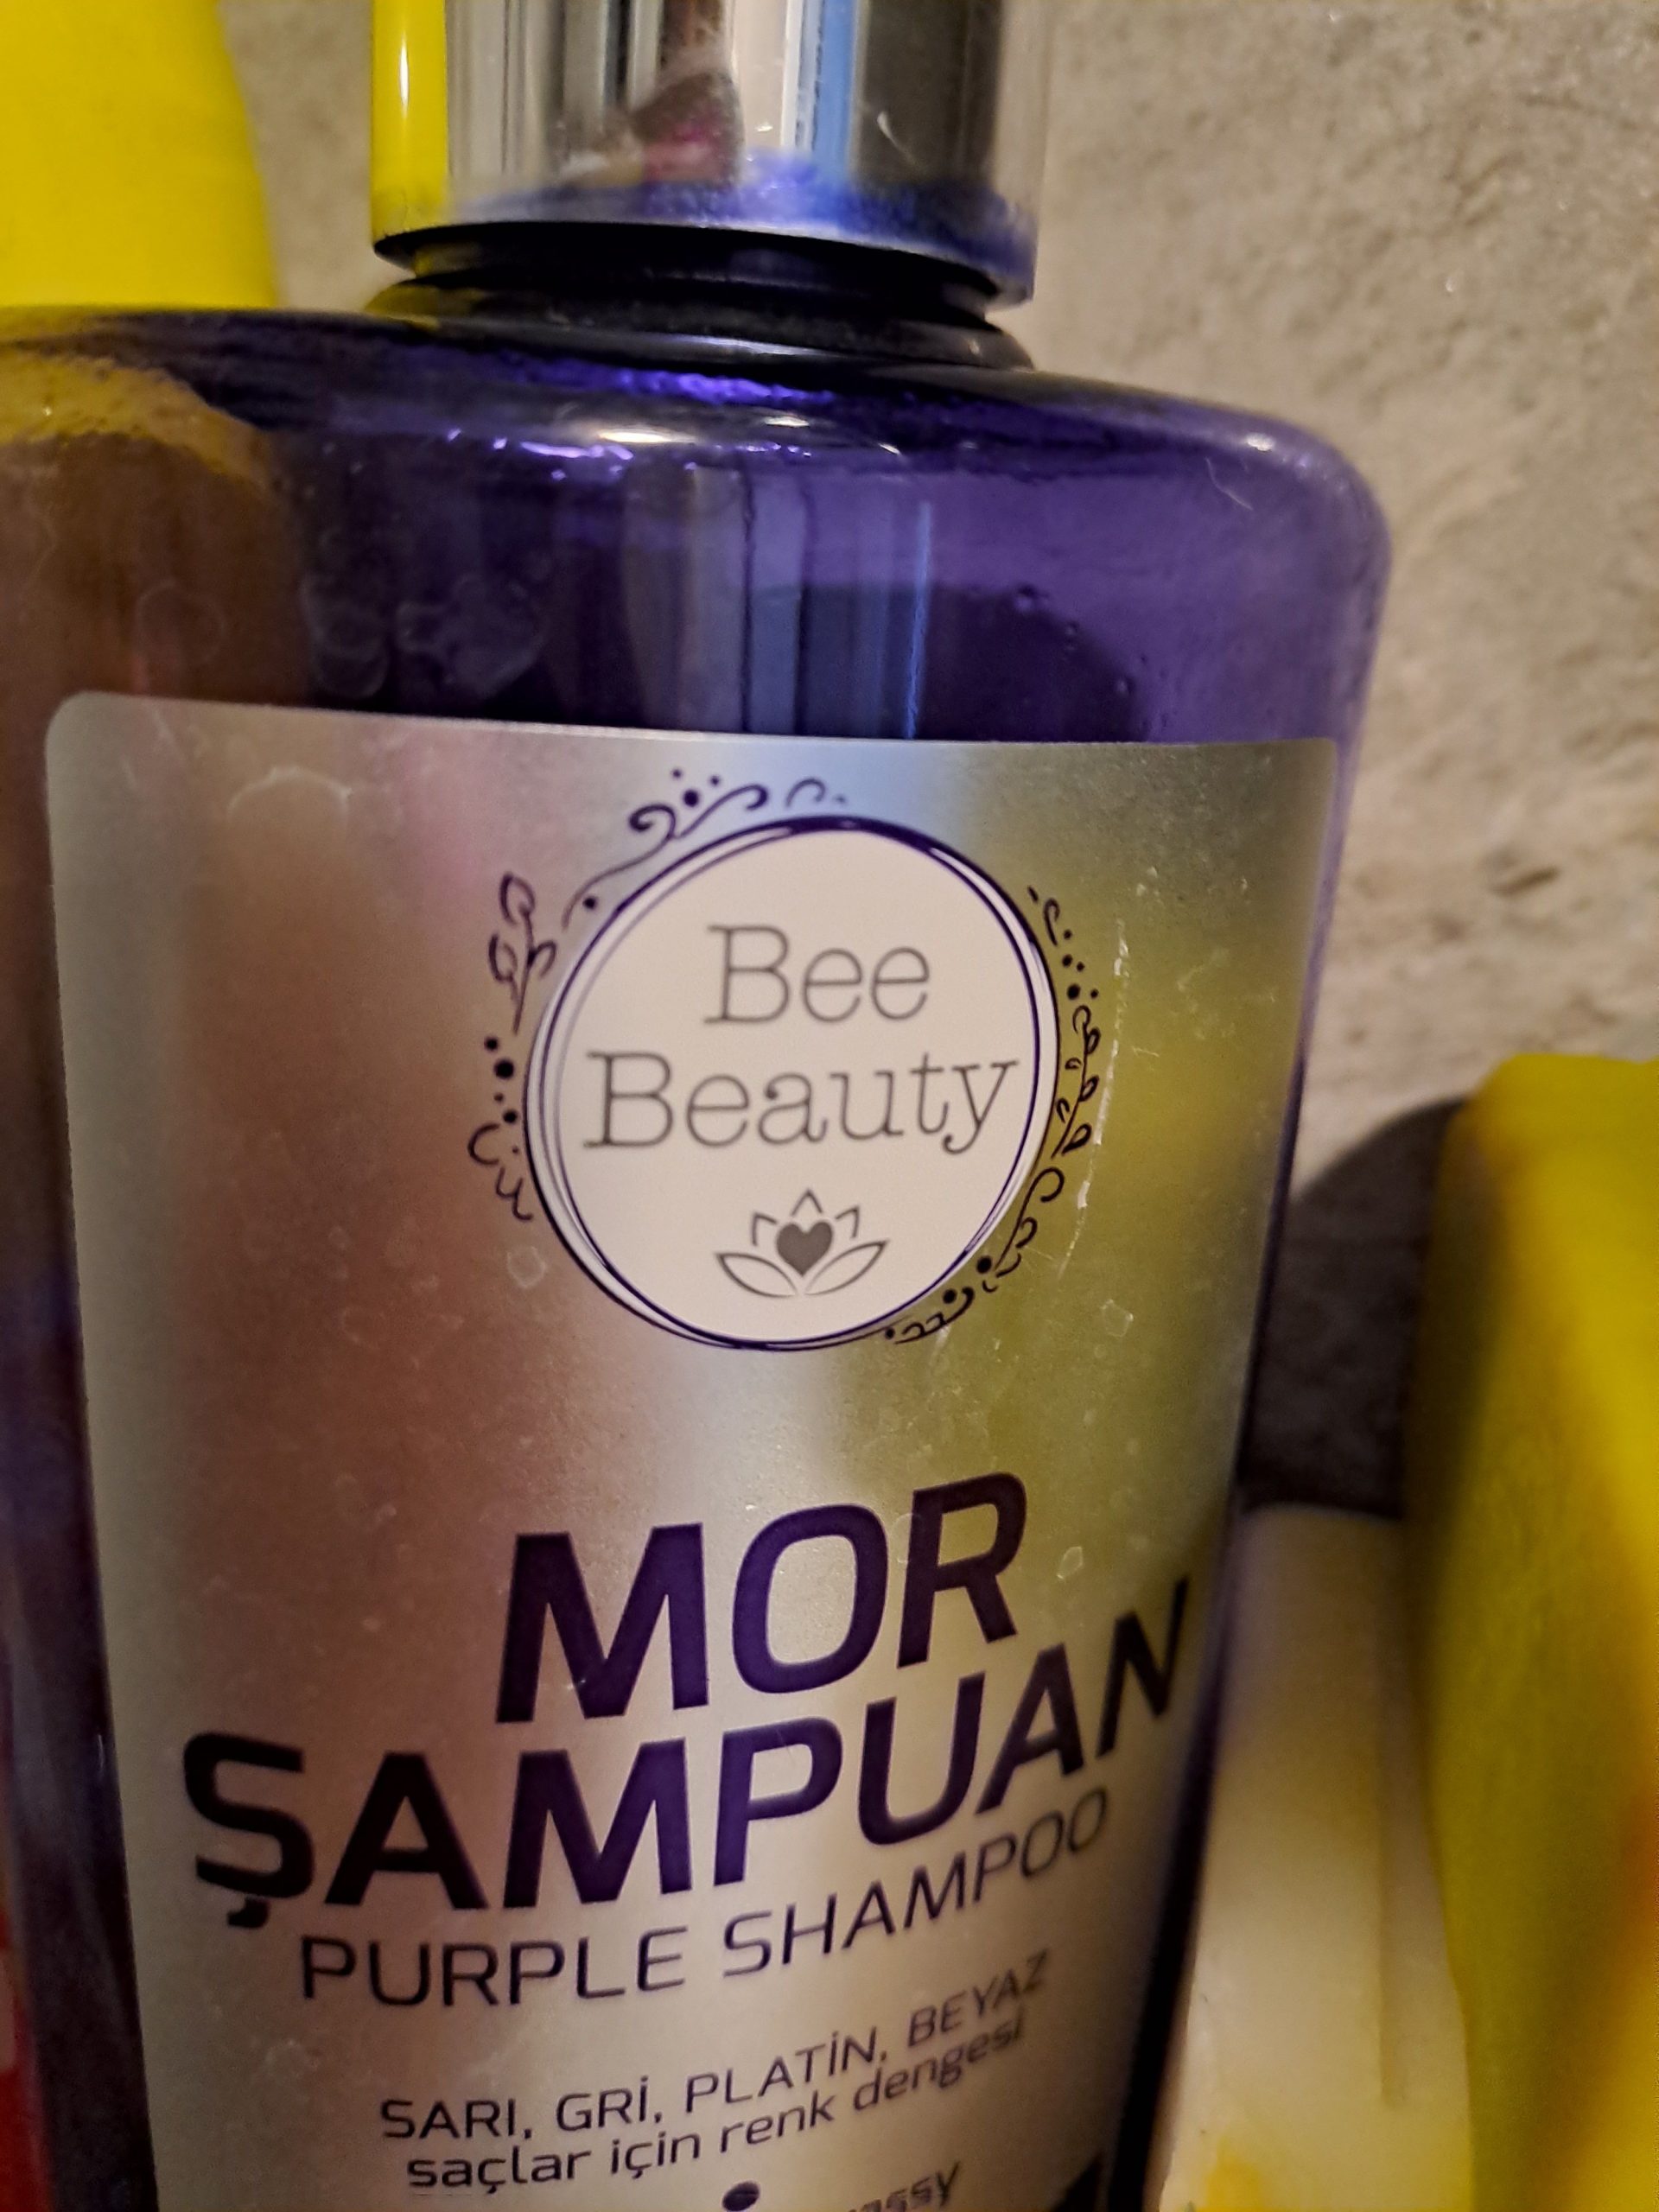 Bee
Beauty
MOR
ŞAMPUAN
PURPLE SHAMPOO
SARI, GRİ, PLATİN, BEYAZ
saçlar için renk dengesi